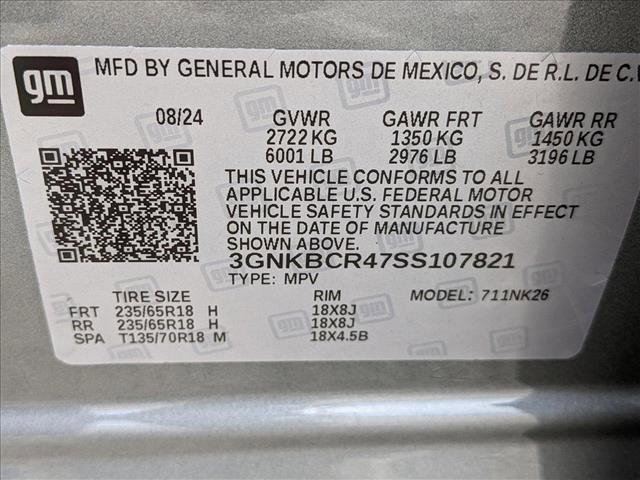 gm MFD BY GENERAL MOTORS DE MEXICO, S. DE R.L. DE C.V
08/24 GVWR GAWR FRT GAWR RR
2722 KG 1350 KG 1450 KG
6001 LB 2976 LB 3196 LB
THIS VEHICLE CONFORMS TO ALL
APPLICABLE U.S. FEDERAL MOTOR
VEHICLE SAFETY STANDARDS IN EFFECT
ON THE DATE OF MANUFACTURE
SHOWN ABOVE.
3GNKBCR47SS107821
TYPE: MPV
TIRE SIZE RIM MODEL: 711NK26
FRT 235/65R18 H 18X8J
RR 235/65R18 H 18X8J
SPA T135/70R18 M 18X4.5B